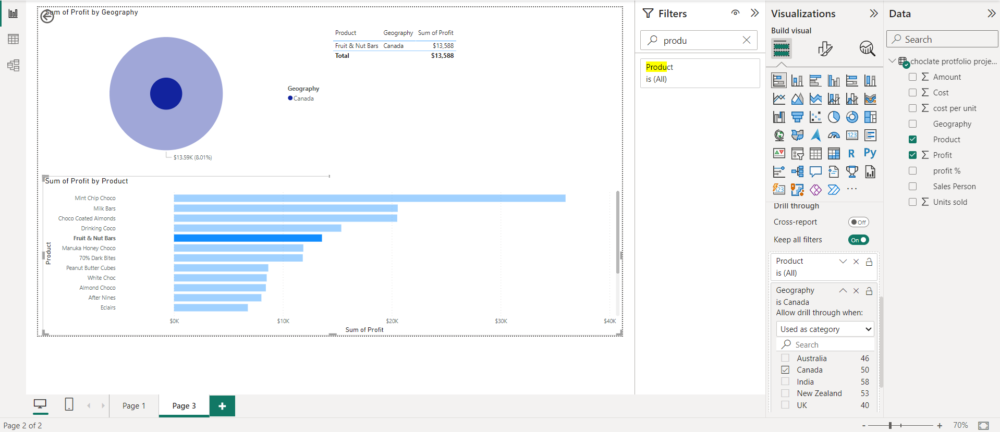 Sum of Profit by Geography
Product Geography Sum of Profit
Fruit & Nut Bars Canada $13,588
Total $13,588
Geography
Canada
$13.59K (8.01%)
Sum of Profit by Product
Product
Mint Chip Choco
Milk Bars
Choco Coated Almonds
Drinking Coco
Fruit & Nut Bars
Manuka Honey Choco
70% Dark Bites
Peanut Butter Cubes
White Choc
Almond Choco
After Nines
Eclairs
$0K $10K $20K $30K $40K
Sum of Profit
Filters
produ
Product
is (All)
Visualizations
Build visual
123
R Py
123
Drill through
Cross-report Off
Keep all filters On
Product
is (All)
Geography
is Canada
Allow drill through when:
Used as category
Search
Australia 46
Canada 50
India 58
New Zealand 53
UK 40
Data
Search
choclate protfolio proje...
Amount
Cost
cost per unit
Geography
Product
Profit
profit %
Sales Person
Units sold
Page 1 Page 3 +
Page 2 of 2
- + 70%